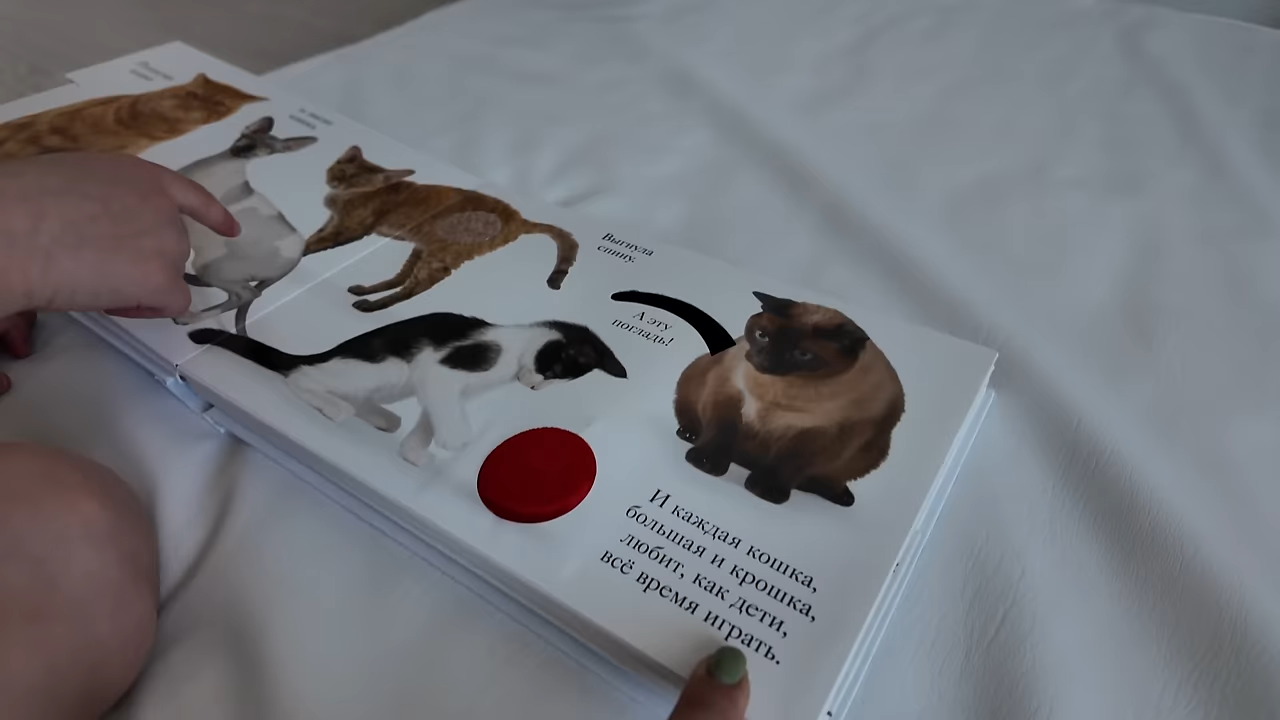 Выгнула
спину.
А эту
погладь!
И каждая кошка,
большая и крошка,
любит, как дети,
всё время играть.